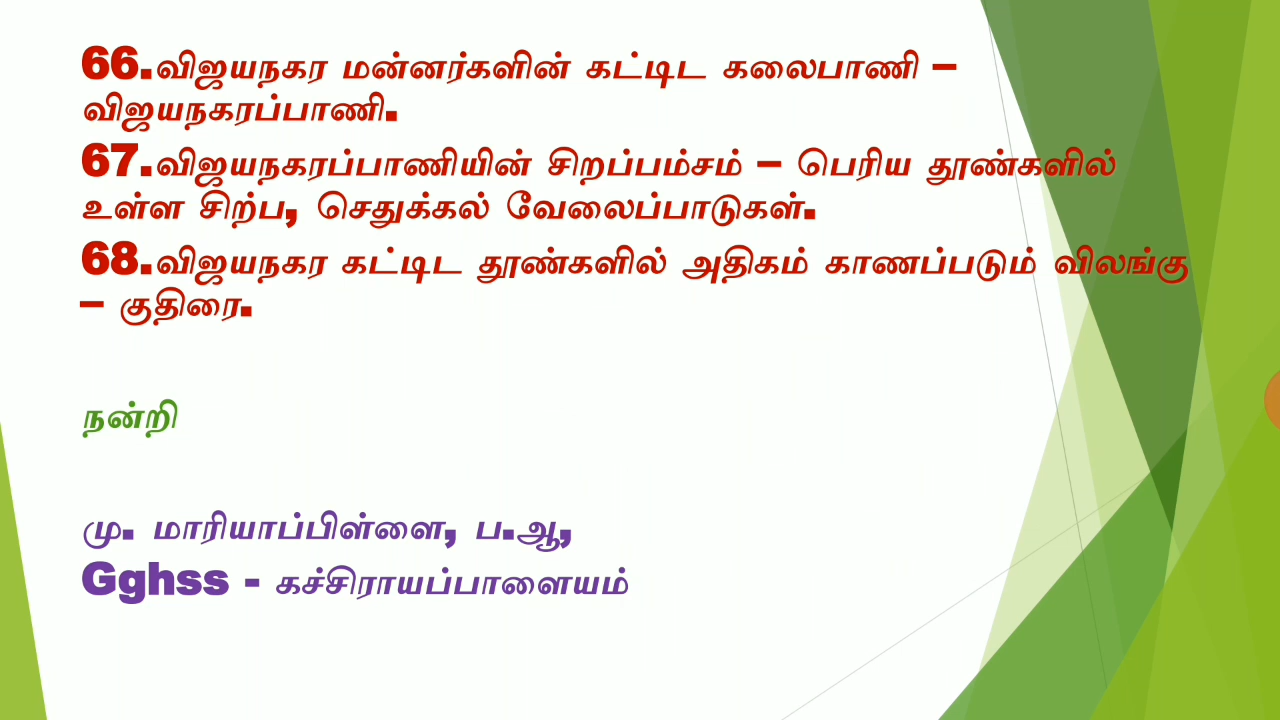 66.விஜயநகர மன்னர்களின் கட்டிட கலைபாணி –
விஜயநகரப்பாணி.
67.விஜயநகரப்பாணியின் சிறப்பம்சம் – பெரிய தூண்களில்
உள்ள சிற்ப, செதுக்கல் வேலைப்பாடுகள்.
68.விஜயநகர கட்டிட தூண்களில் அதிகம் காணப்படும் விலங்கு
– குதிரை.
நன்றி
மு. மாரியாப்பிள்ளை, ப.ஆ,
Gghss - கச்சிராயப்பாளையம்